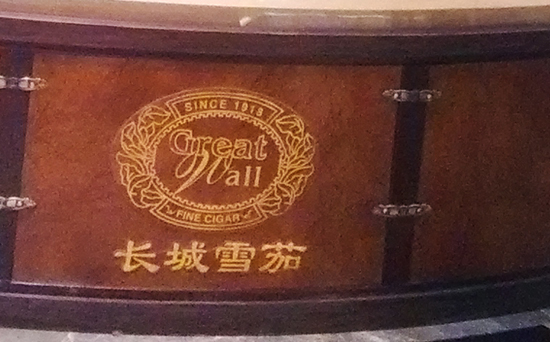 SINCE 1918
Great
Wall
FINE CIGAR
长城雪茄